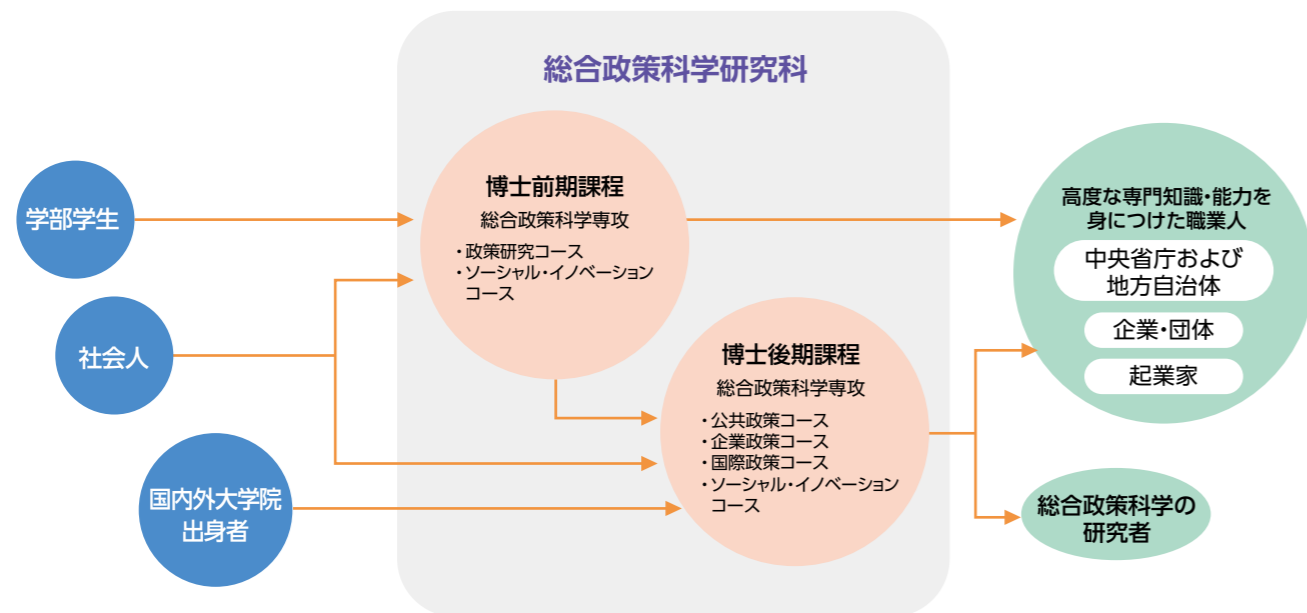 総合政策科学研究科
学部学生
社会人
国内外大学院
出身者
博士前期課程
総合政策科学専攻
・政策研究コース
・ソーシャル・イノベーション
コース
博士後期課程
総合政策科学専攻
・公共政策コース
・企業政策コース
・国際政策コース
・ソーシャル・イノベーション
コース
高度な専門知識・能力を
身につけた職業人
中央省庁および
地方自治体
企業・団体
起業家
総合政策科学の
研究者